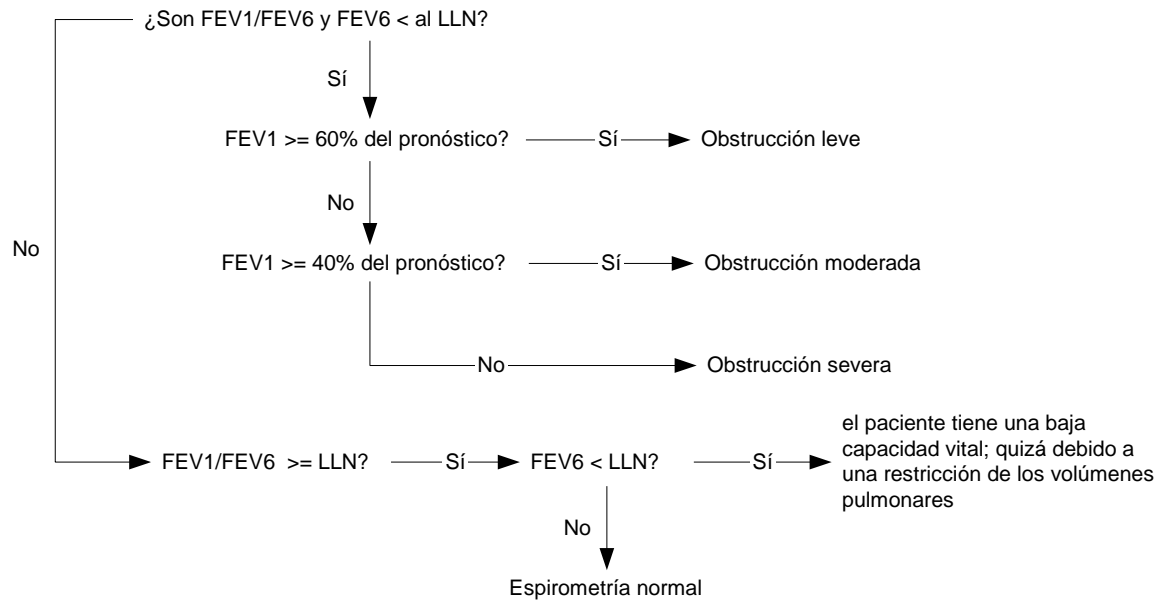 ¿Son FEV1/FEV6 y FEV6 < al LLN?
Sí
FEV1 >= 60% del pronóstico?
Sí
Obstrucción leve
No
No
FEV1 >= 40% del pronóstico?
Sí
Obstrucción moderada
No
Obstrucción severa
FEV1/FEV6 >= LLN?
Sí
FEV6 < LLN?
Sí
el paciente tiene una baja
capacidad vital; quizá debido a
una restricción de los volúmenes
pulmonares
No
Espirometría normal